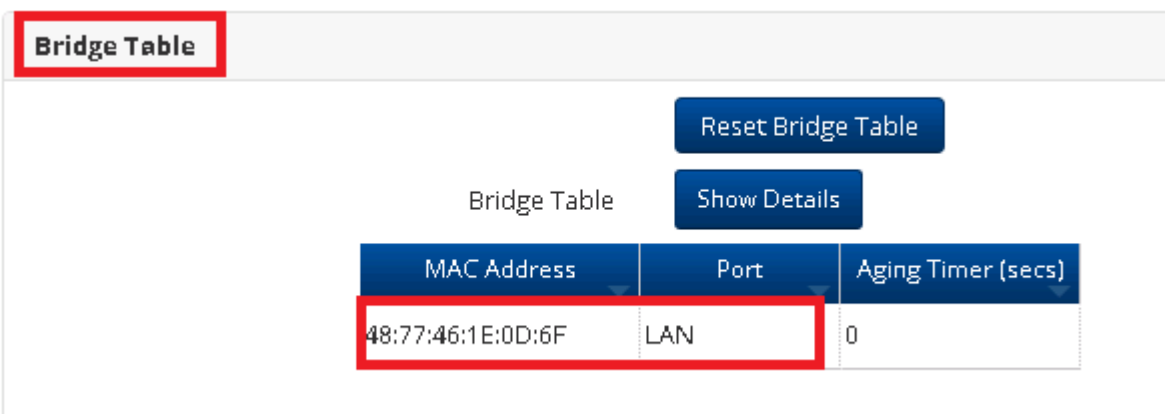 Bridge Table
Reset Bridge Table
Bridge Table Show Details
MAC Address Port Aging Timer (secs)
48:77:46:1E:0D:6F LAN 0